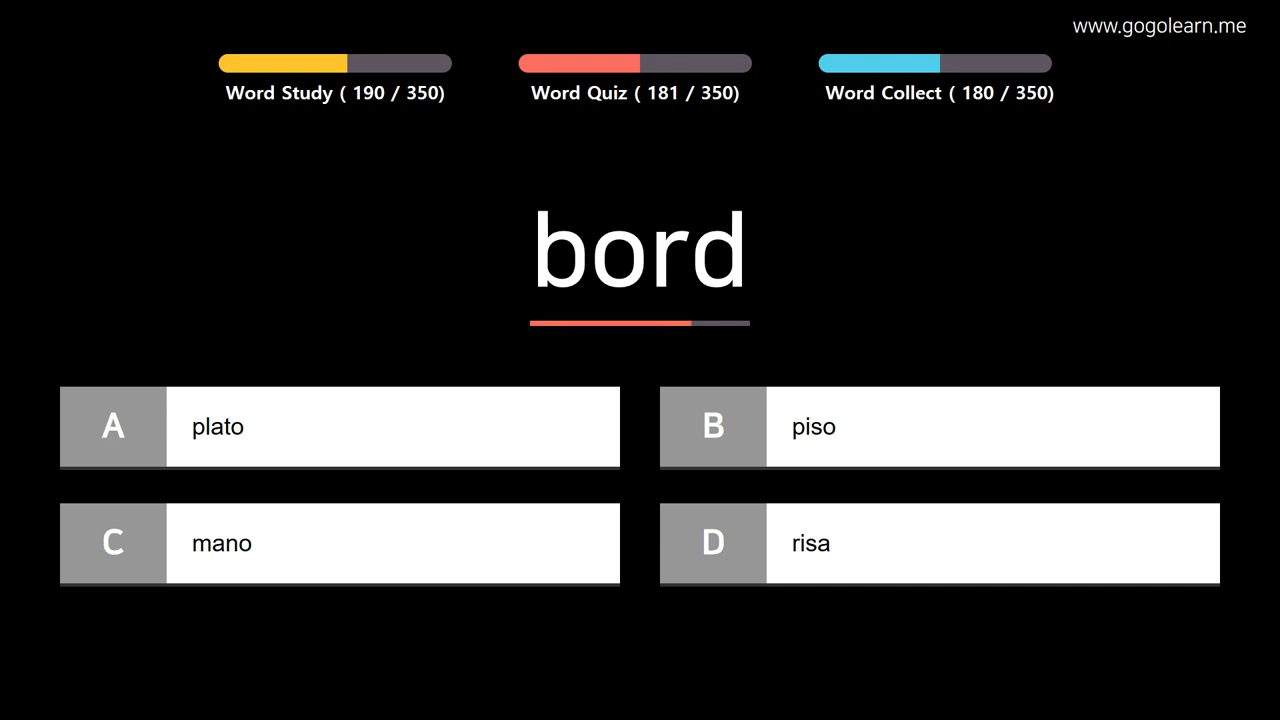 www.gogolearn.me
Word Study ( 190 / 350)
Word Quiz ( 181 / 350)
Word Collect ( 180 / 350)
bord
A plato
B piso
C mano
D risa